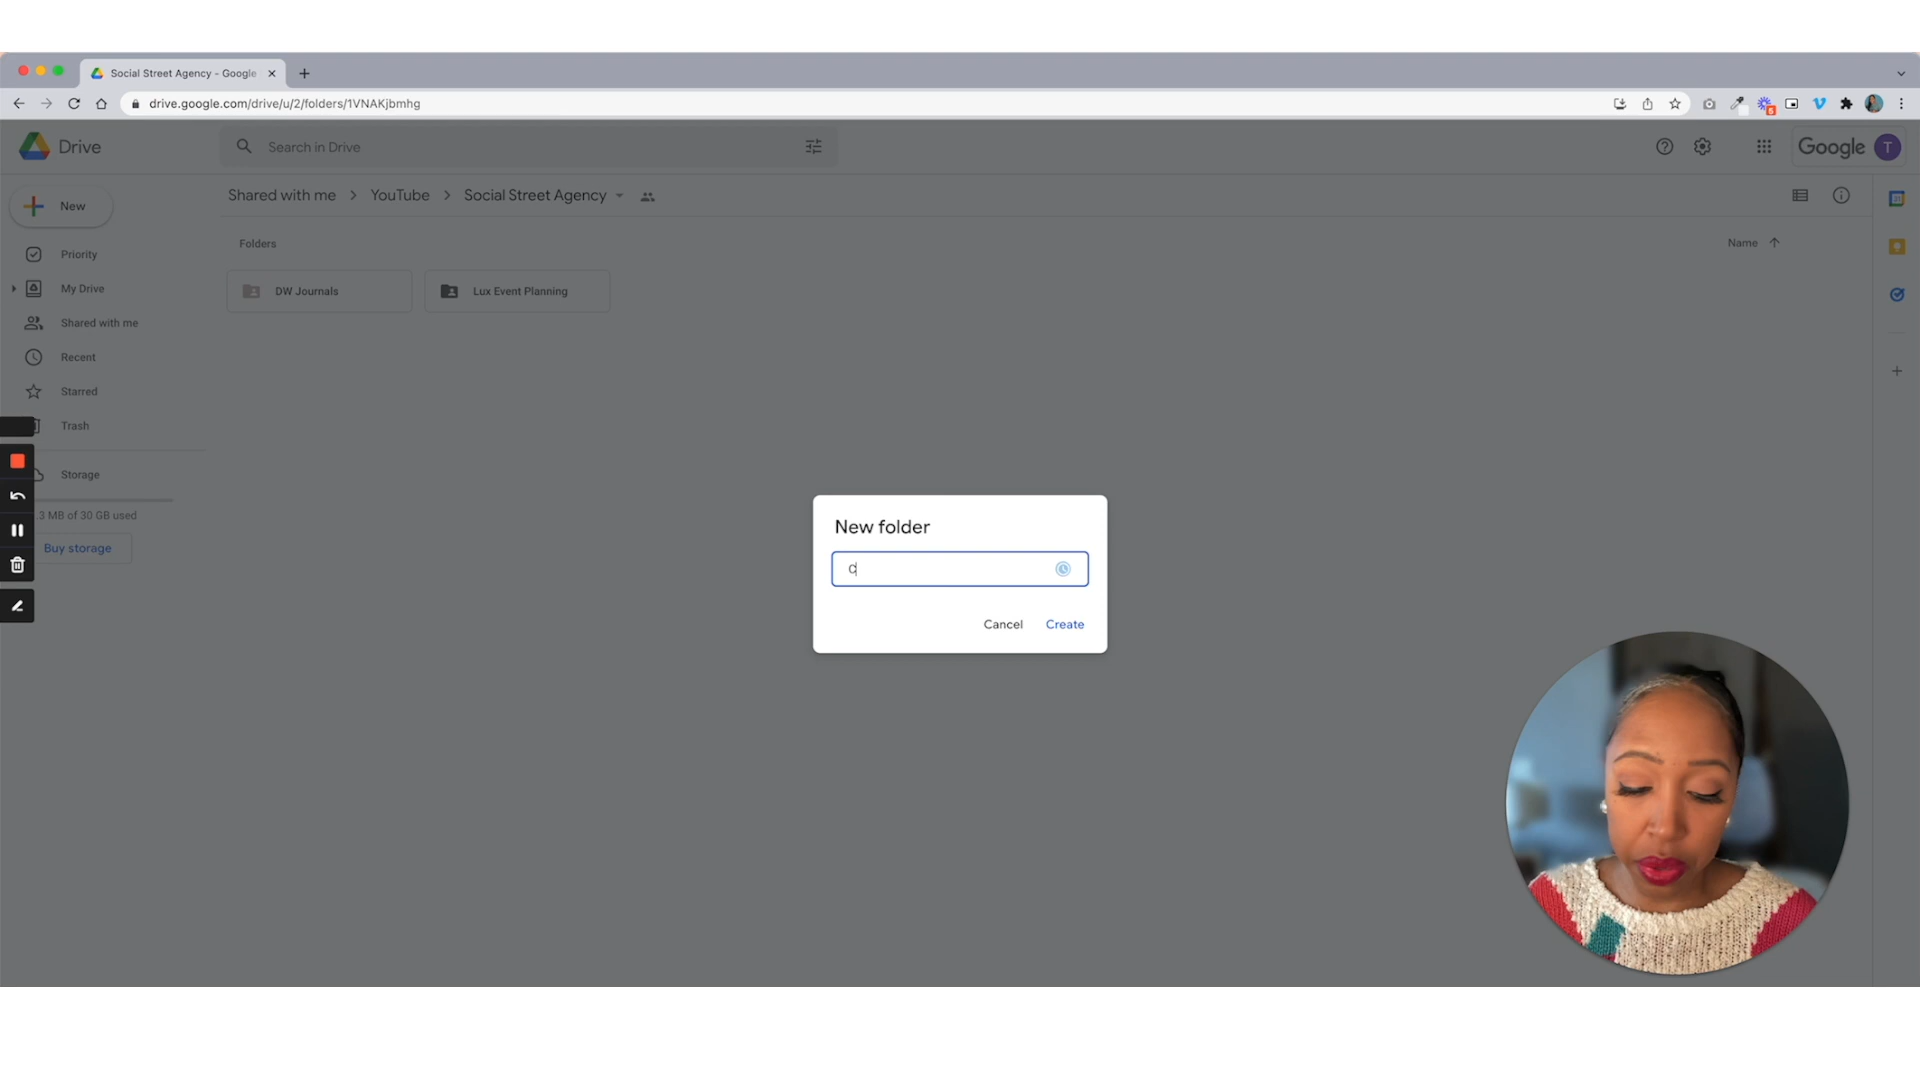 Social Street Agency - Google
drive.google.com/drive/u/2/folders/1VNAKjbmhg
5
Drive
Search in Drive
Google
T
New
Shared with me > YouTube > Social Street Agency
31
Folders
Name
Priority
DW Journals
Lux Event Planning
My Drive
Shared with me
Recent
Starred
Trash
Storage
.3 MB of 30 GB used
Buy storage
New folder
C
Cancel
Create